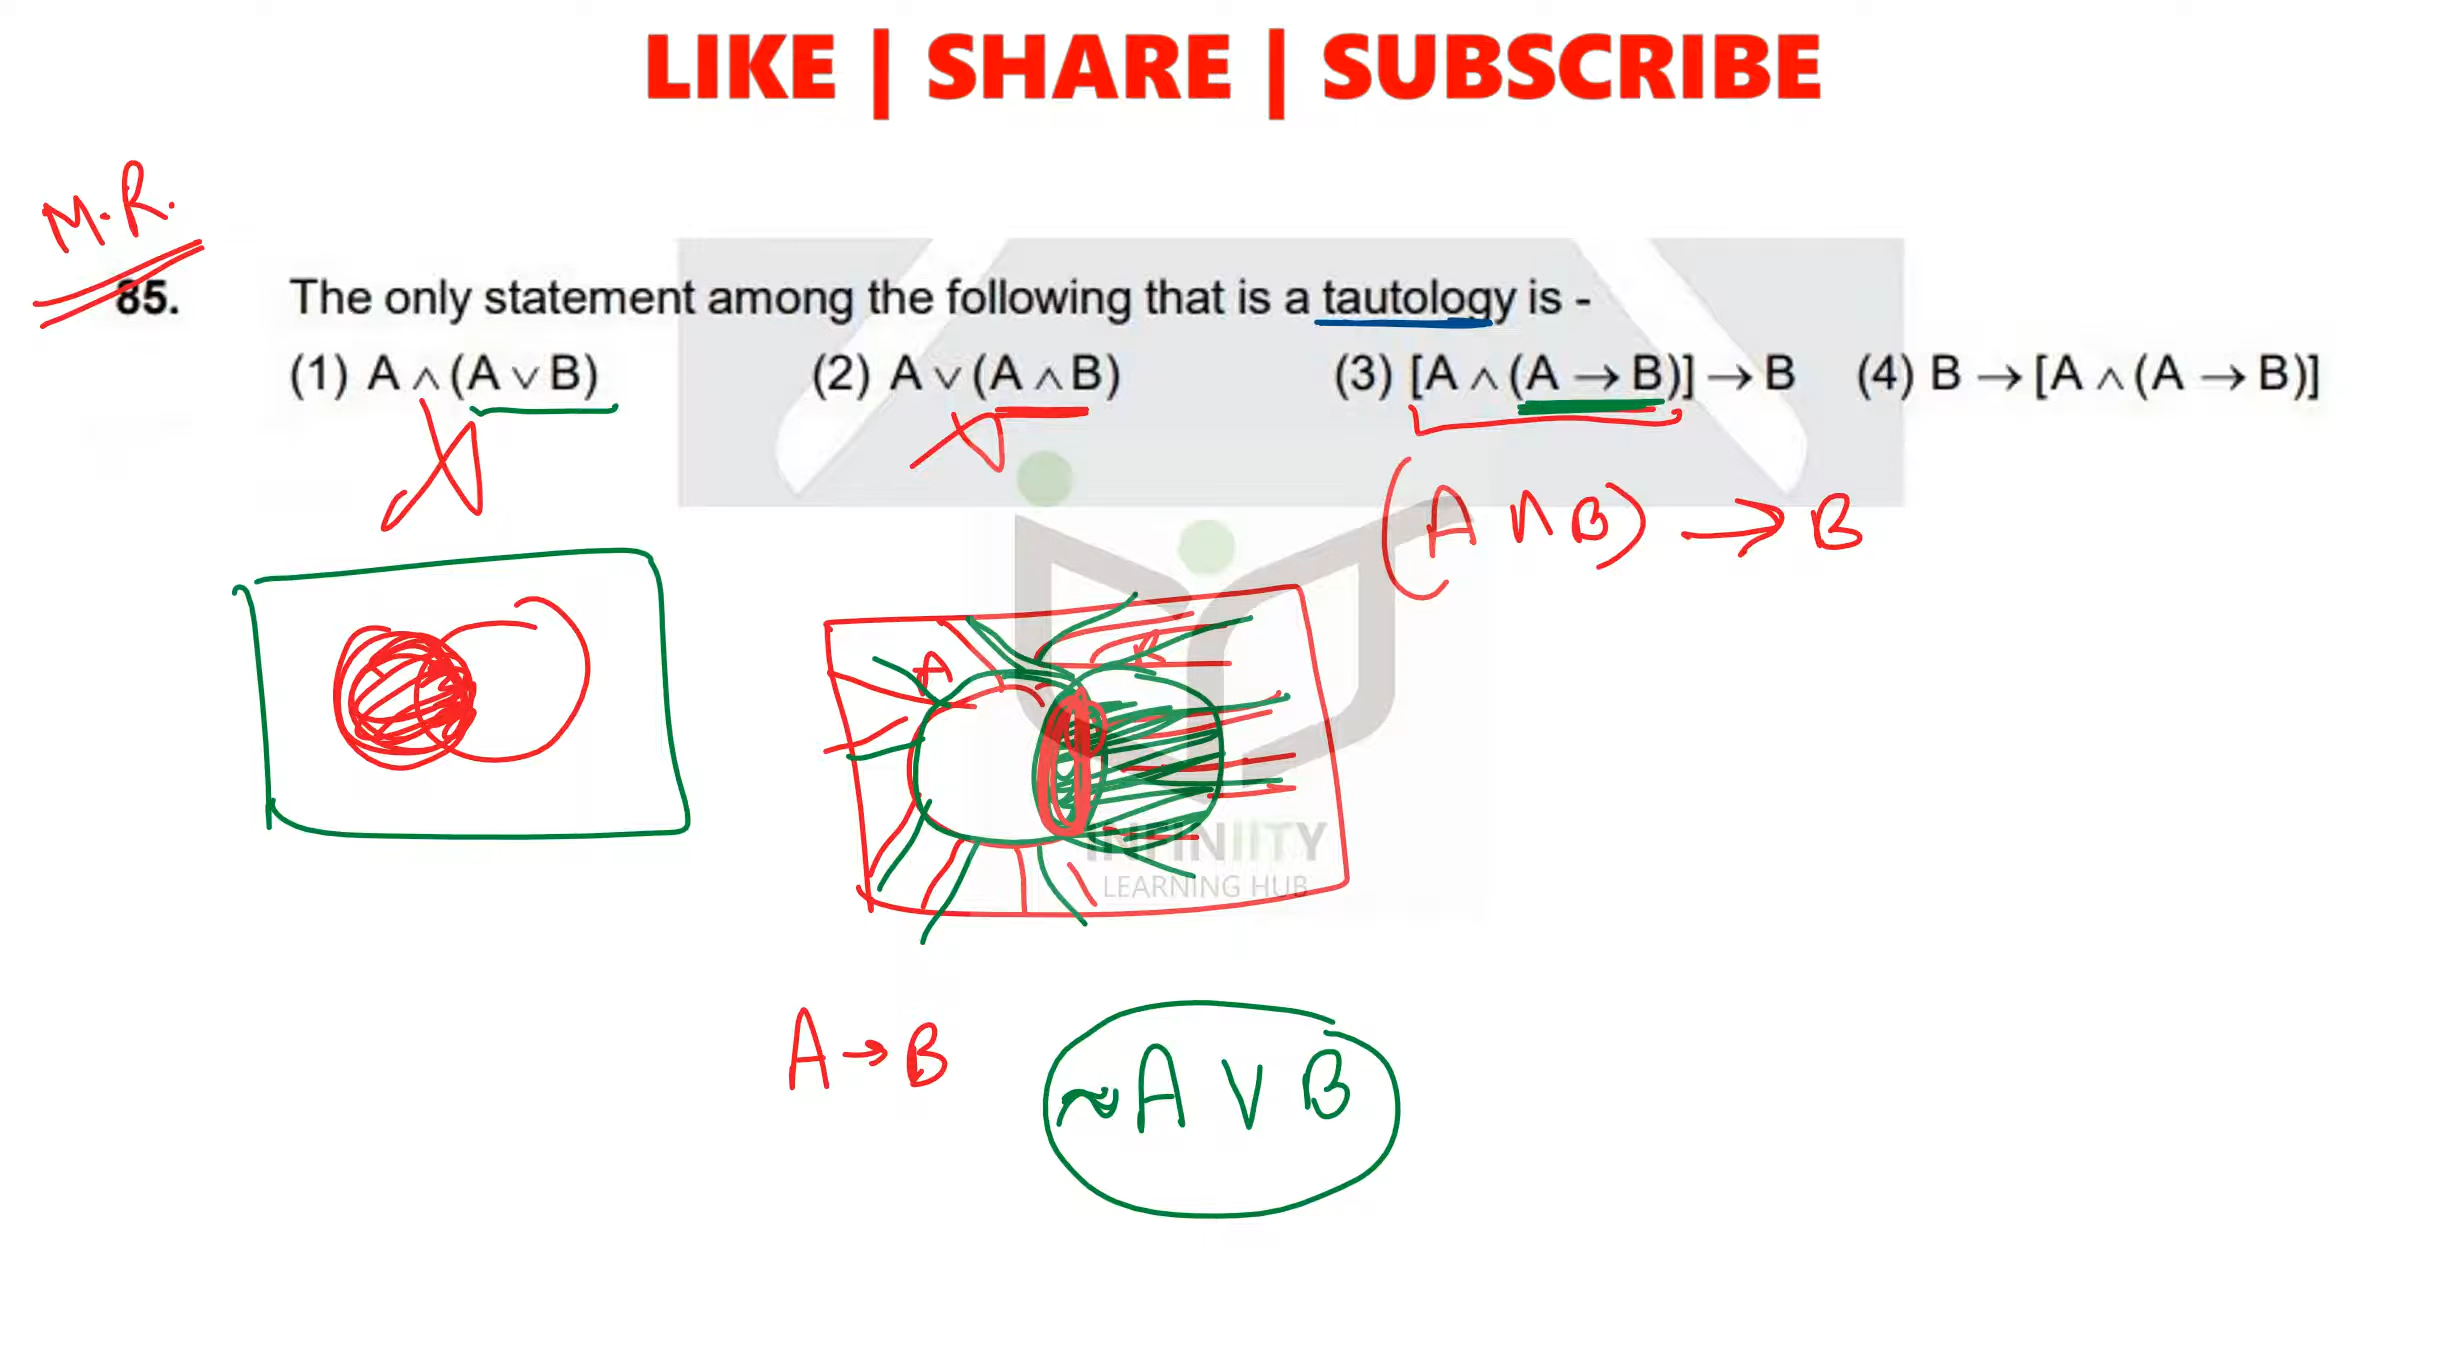 LIKE | SHARE | SUBSCRIBE
M.R.
85. The only statement among the following that is a tautology is -
(1) A ∧ (A ∨ B) (2) A ∨ (A ∧ B) (3) [A ∧ (A → B)] → B (4) B → [A ∧ (A → B)]
(A ∩ B) → B
A
INFINIITY
LEARNING HUB
A → B ~A ∨ B